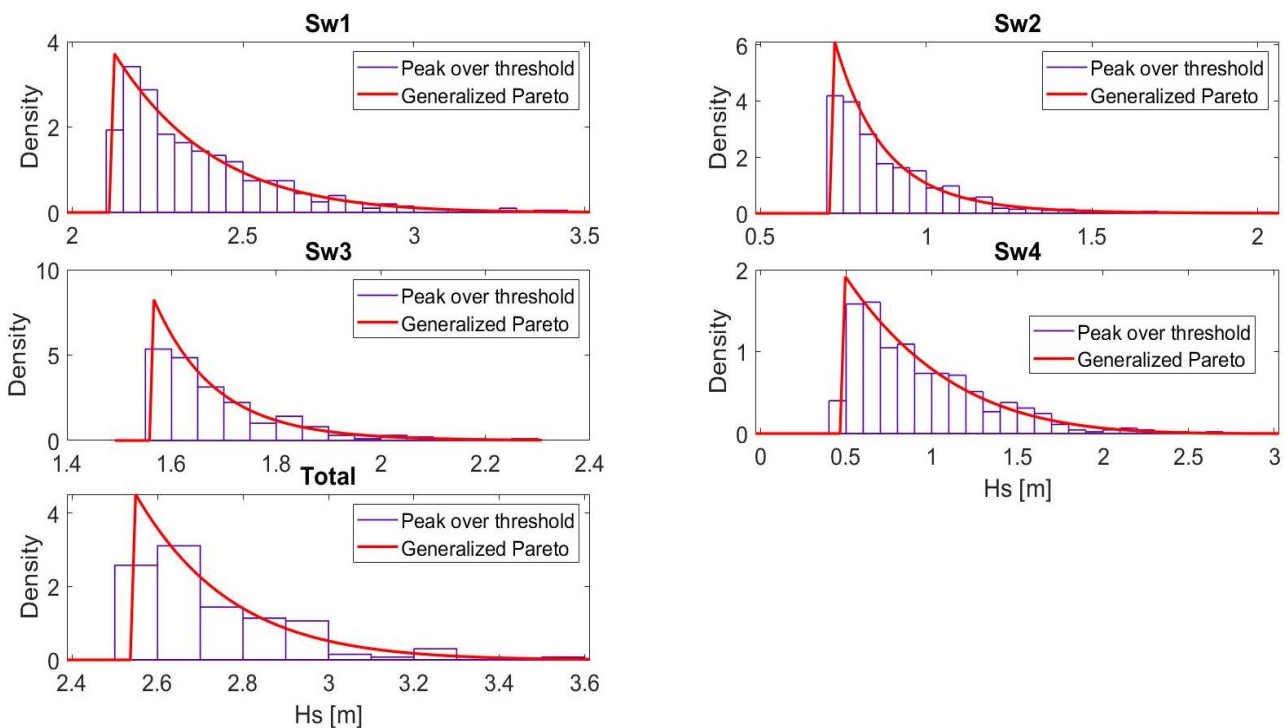 Sw1
Density
4
2
0
2
2.5
3
3.5
Peak over threshold
Generalized Pareto
Sw2
Density
6
4
2
0
0.5
1
1.5
2
Peak over threshold
Generalized Pareto
Sw3
Density
10
5
0
1.4
1.6
1.8
2
2.2
2.4
Peak over threshold
Generalized Pareto
Sw4
Density
2
1
0
0
0.5
1
1.5
2
2.5
3
Hs [m]
Peak over threshold
Generalized Pareto
Total
Density
4
2
0
2.4
2.6
2.8
3
3.2
3.4
3.6
Hs [m]
Peak over threshold
Generalized Pareto